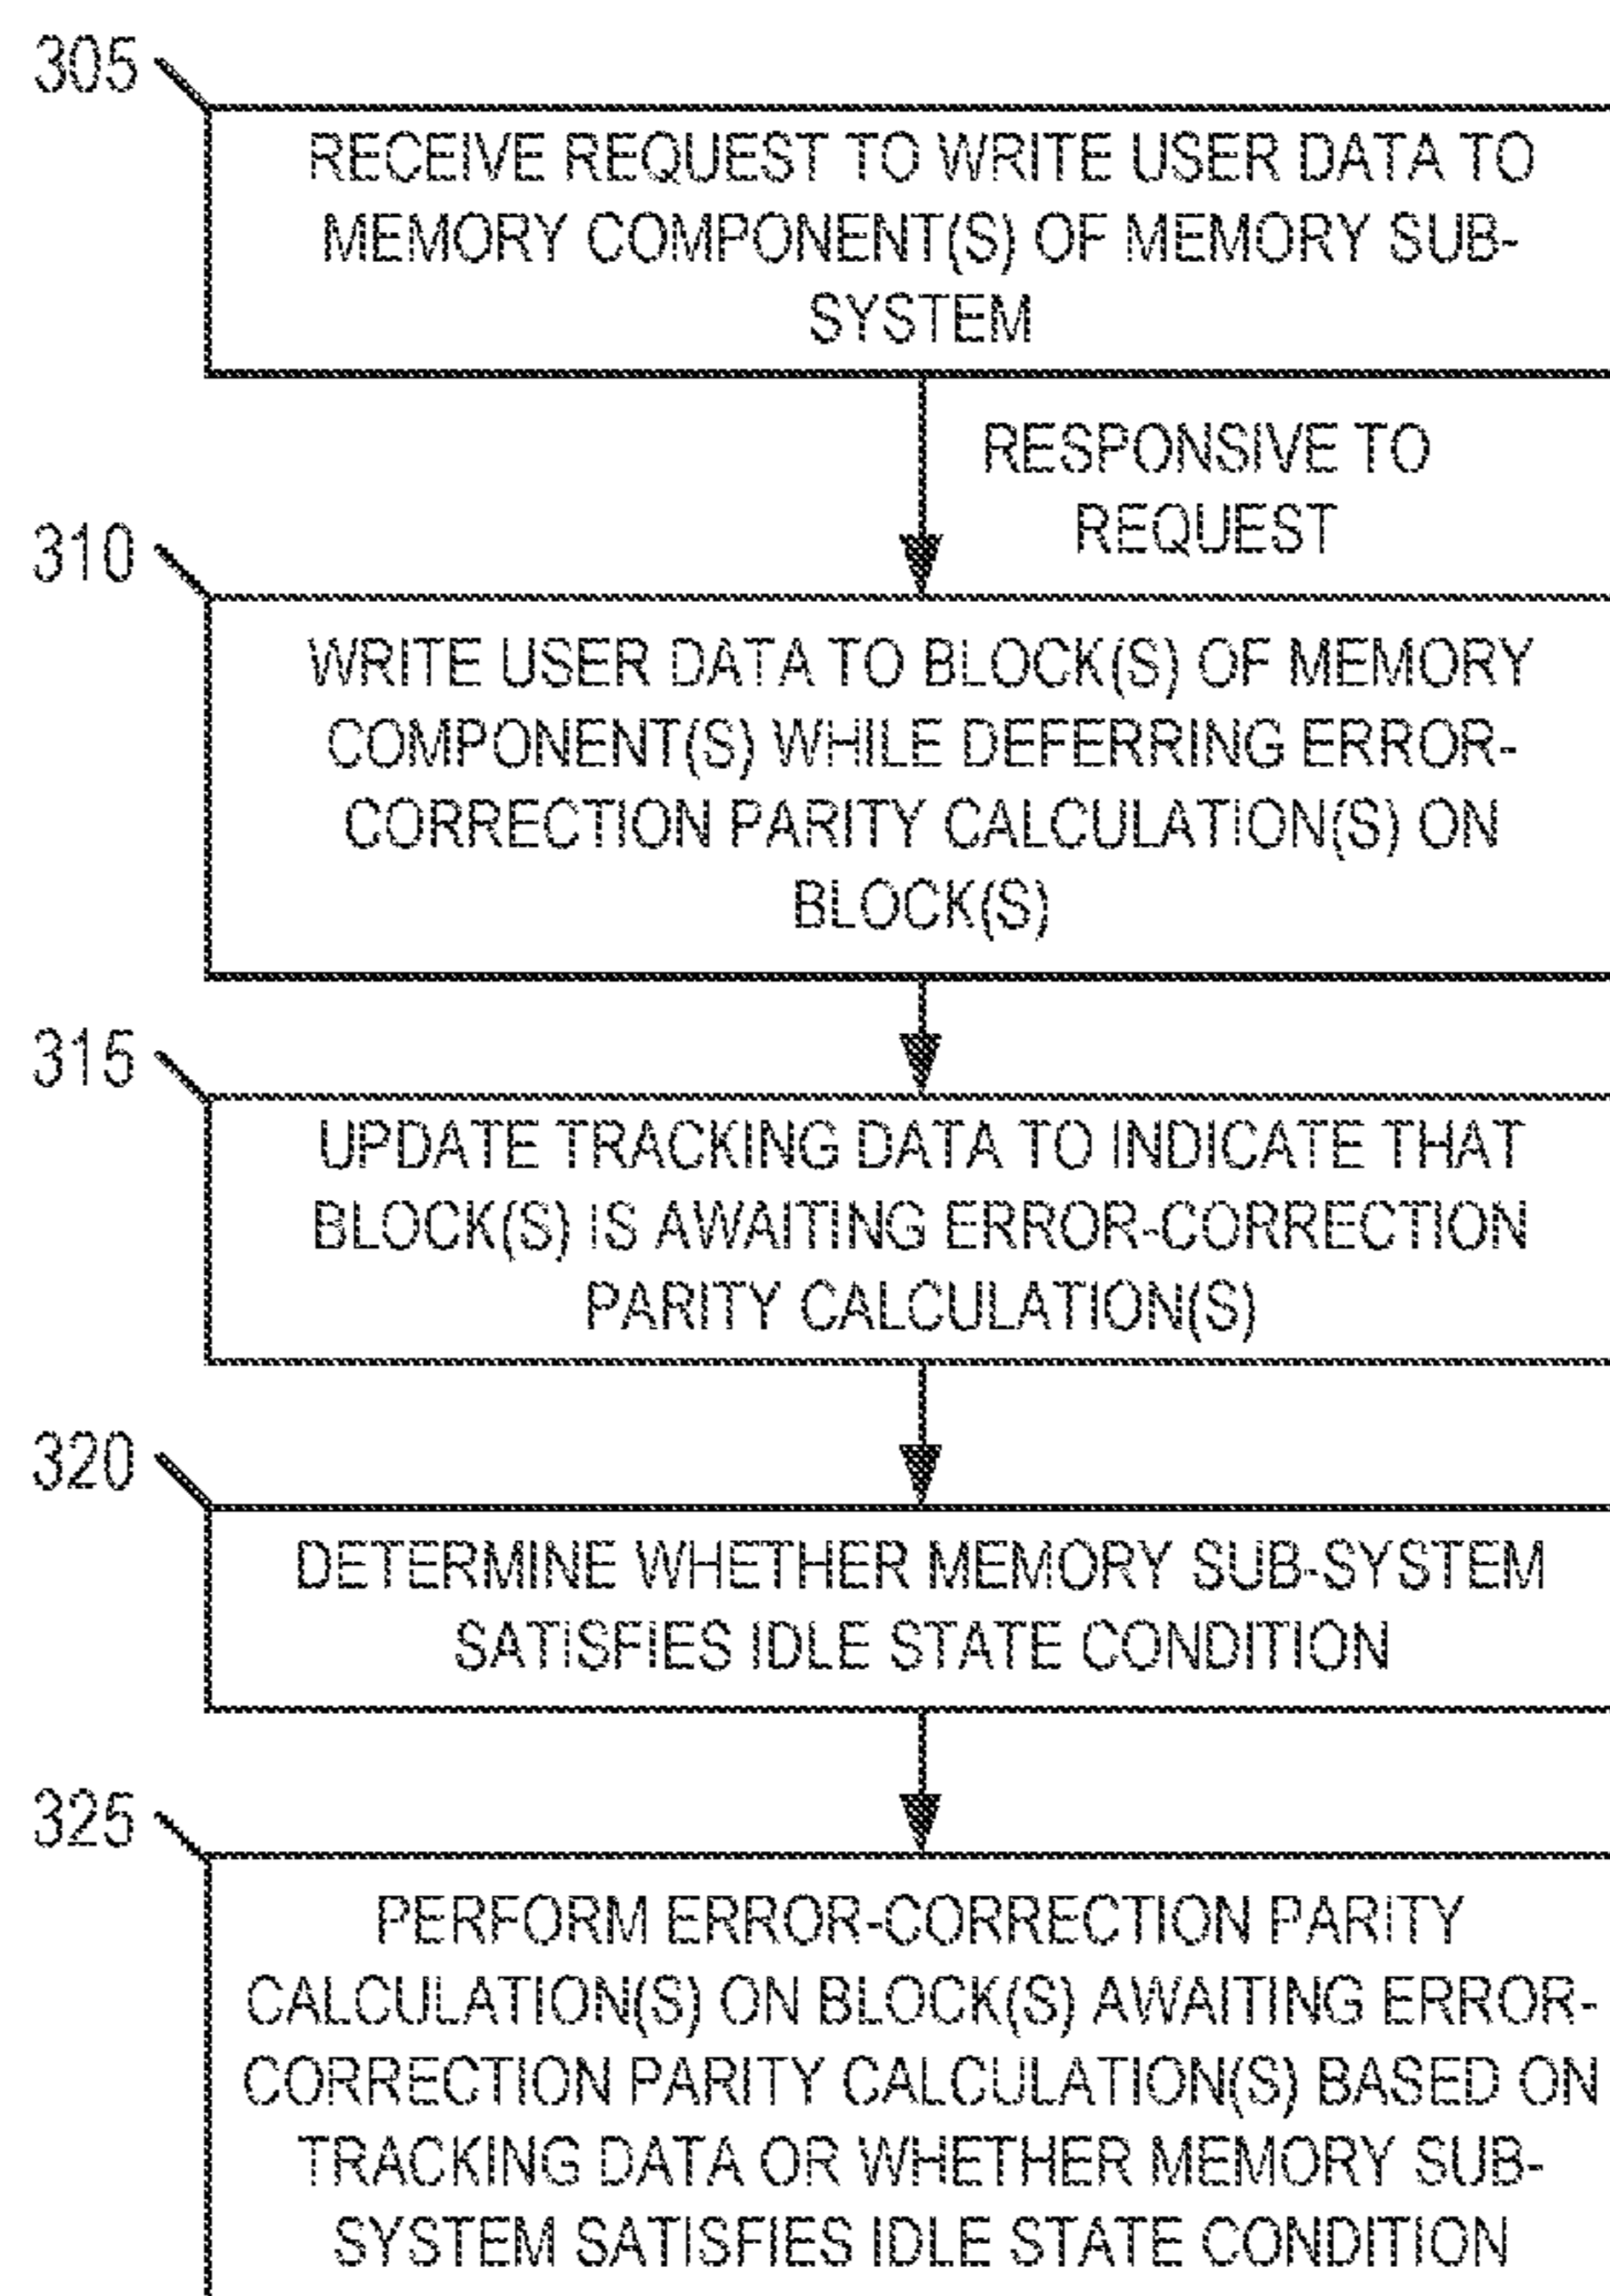 305
RECEIVE REQUEST TO WRITE USER DATA TO
MEMORY COMPONENT(S) OF MEMORY SUB-
SYSTEM
RESPONSIVE TO
REQUEST
310
WRITE USER DATA TO BLOCK(S) OF MEMORY
COMPONENT(S) WHILE DEFERRING ERROR-
CORRECTION PARITY CALCULATION(S) ON
BLOCK(S)
315
UPDATE TRACKING DATA TO INDICATE THAT
BLOCK(S) IS AWAITING ERROR-CORRECTION
PARITY CALCULATION(S)
320
DETERMINE WHETHER MEMORY SUB-SYSTEM
SATISFIES IDLE STATE CONDITION
325
PERFORM ERROR-CORRECTION PARITY
CALCULATION(S) ON BLOCK(S) AWAITING ERROR-
CORRECTION PARITY CALCULATION(S) BASED ON
TRACKING DATA OR WHETHER MEMORY SUB-
SYSTEM SATISFIES IDLE STATE CONDITION